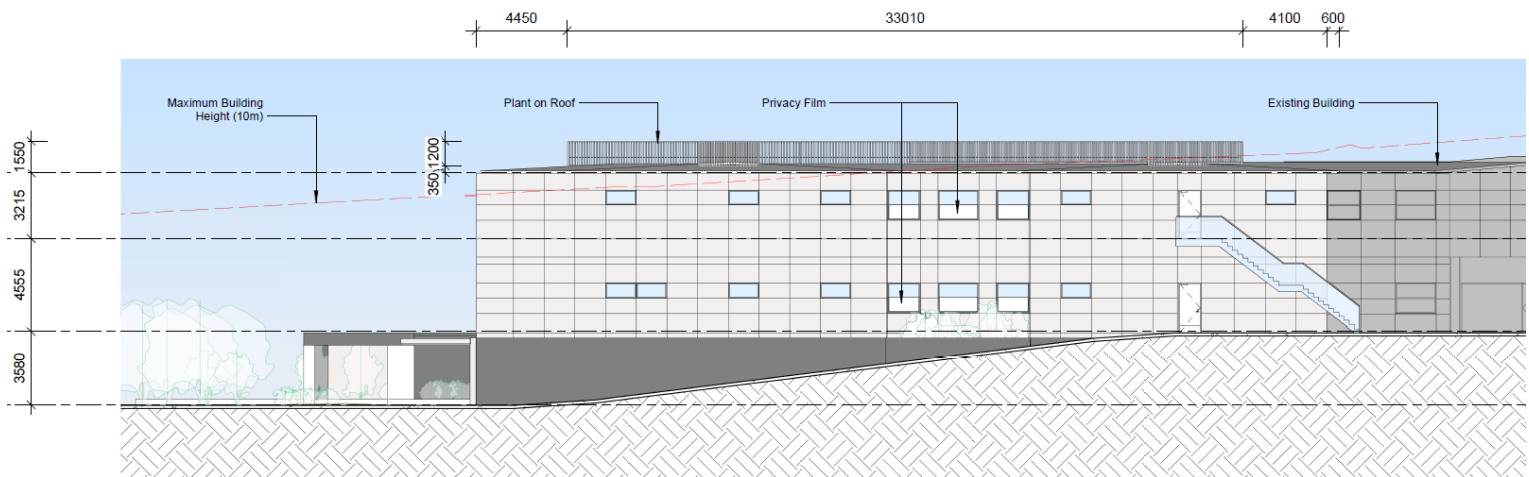 4450
33010
4100
600
Maximum Building
Height (10m)
Plant on Roof
Privacy Film
Existing Building
1550
1200
350
3215
4555
3580